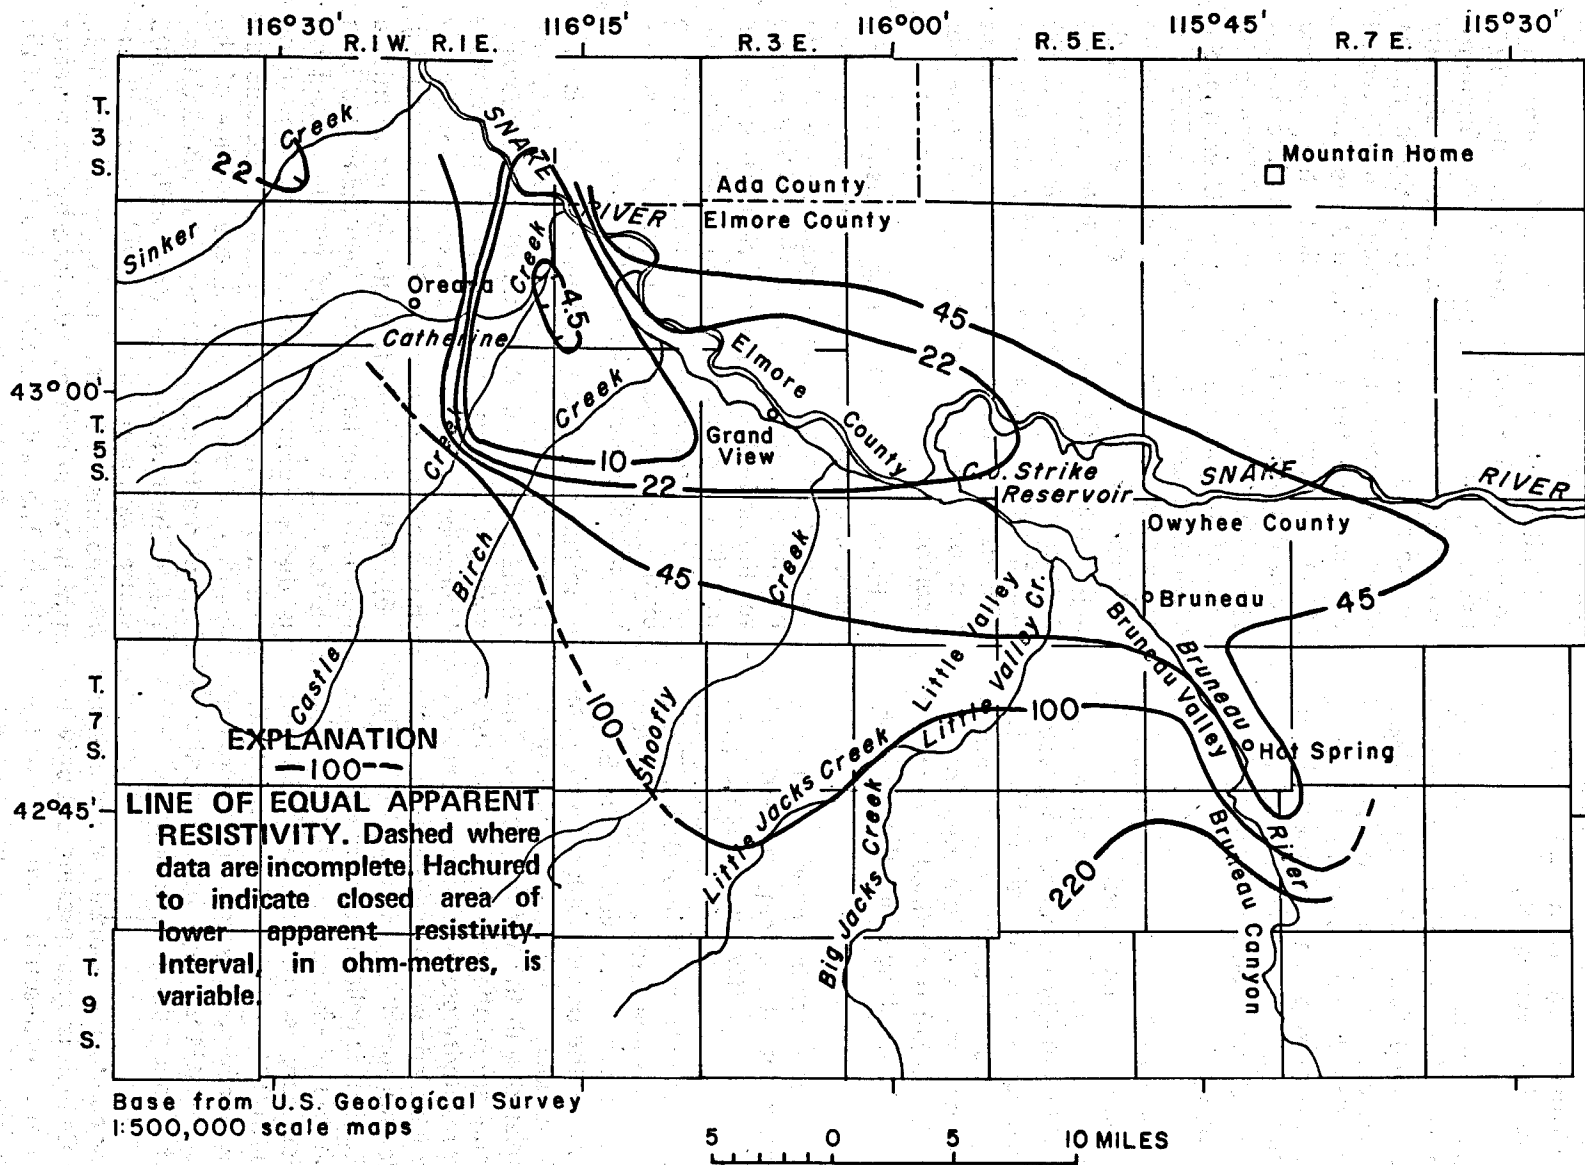 116°30' 116°15' 116°00' 115°45' 115°30'
R.1 W. R.1 E. R.3 E. R.5 E. R.7 E.
T.
3
S.
Creek
22
Sinker
SNAKE
RIVER
Ada County
Elmore County
Mountain Home
Oreana
Creek
Catherine
4.5
45
22
Elmore
County
43°00'
T.
5
S.
Creek
Creek
10
22
Grand
View
C.J. Strike
Reservoir
SNAKE
RIVER
Owyhee County
Birch
45
Creek
Little Valley
Little Valley Cr.
Bruneau
45
Bruneau Valley
Bruneau
Castle
T.
7
S.
100
Shoofly
Little Jacks Creek
100
Hot Spring
42°45'
Little Jacks Creek
Big Jacks Creek
220
River
Bruneau Canyon
T.
9
S.
EXPLANATION
100
LINE OF EQUAL APPARENT
RESISTIVITY. Dashed where
data are incomplete. Hachured
to indicate closed area of
lower apparent resistivity.
Interval, in ohm-metres, is
variable.
Base from U.S. Geological Survey
1:500,000 scale maps
5 0 5 10 MILES